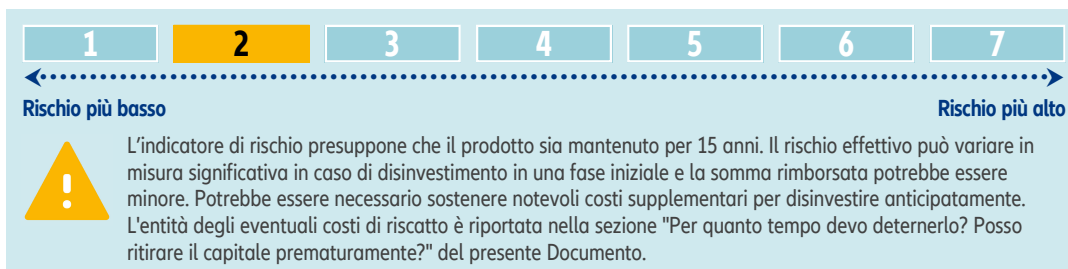 1 2 3 4 5 6 7
Rischio più basso Rischio più alto
L'indicatore di rischio presuppone che il prodotto sia mantenuto per 15 anni. Il rischio effettivo può variare in
misura significativa in caso di disinvestimento in una fase iniziale e la somma rimborsata potrebbe essere
minore. Potrebbe essere necessario sostenere notevoli costi supplementari per disinvestire anticipatamente.
L'entità degli eventuali costi di riscatto è riportata nella sezione "Per quanto tempo devo deternerlo? Posso
ritirare il capitale prematuramente?" del presente Documento.